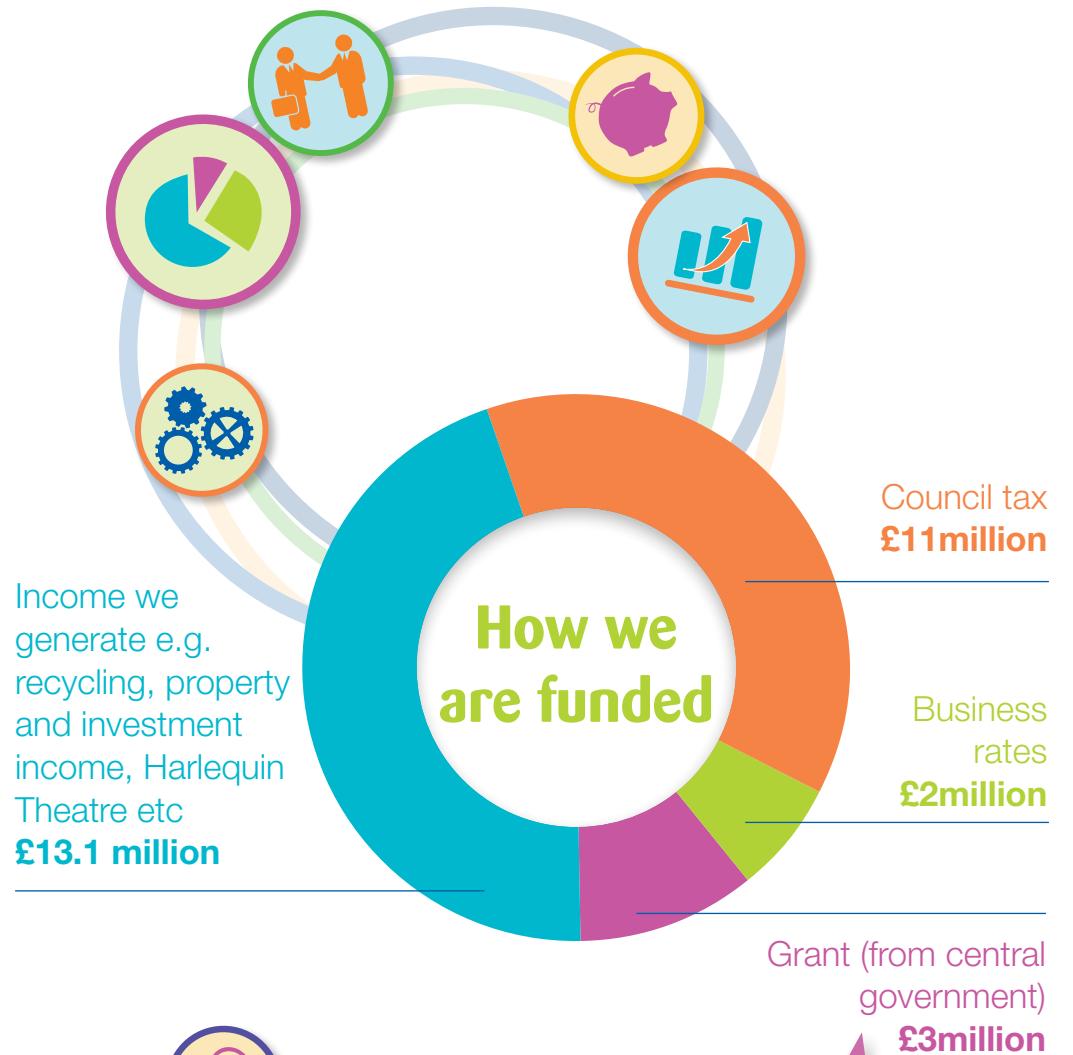 How we
are funded
Council tax
£11million
Business
rates
£2million
Grant (from central
government)
£3million
Income we
generate e.g.
recycling, property
and investment
income, Harlequin
Theatre etc
£13.1 million